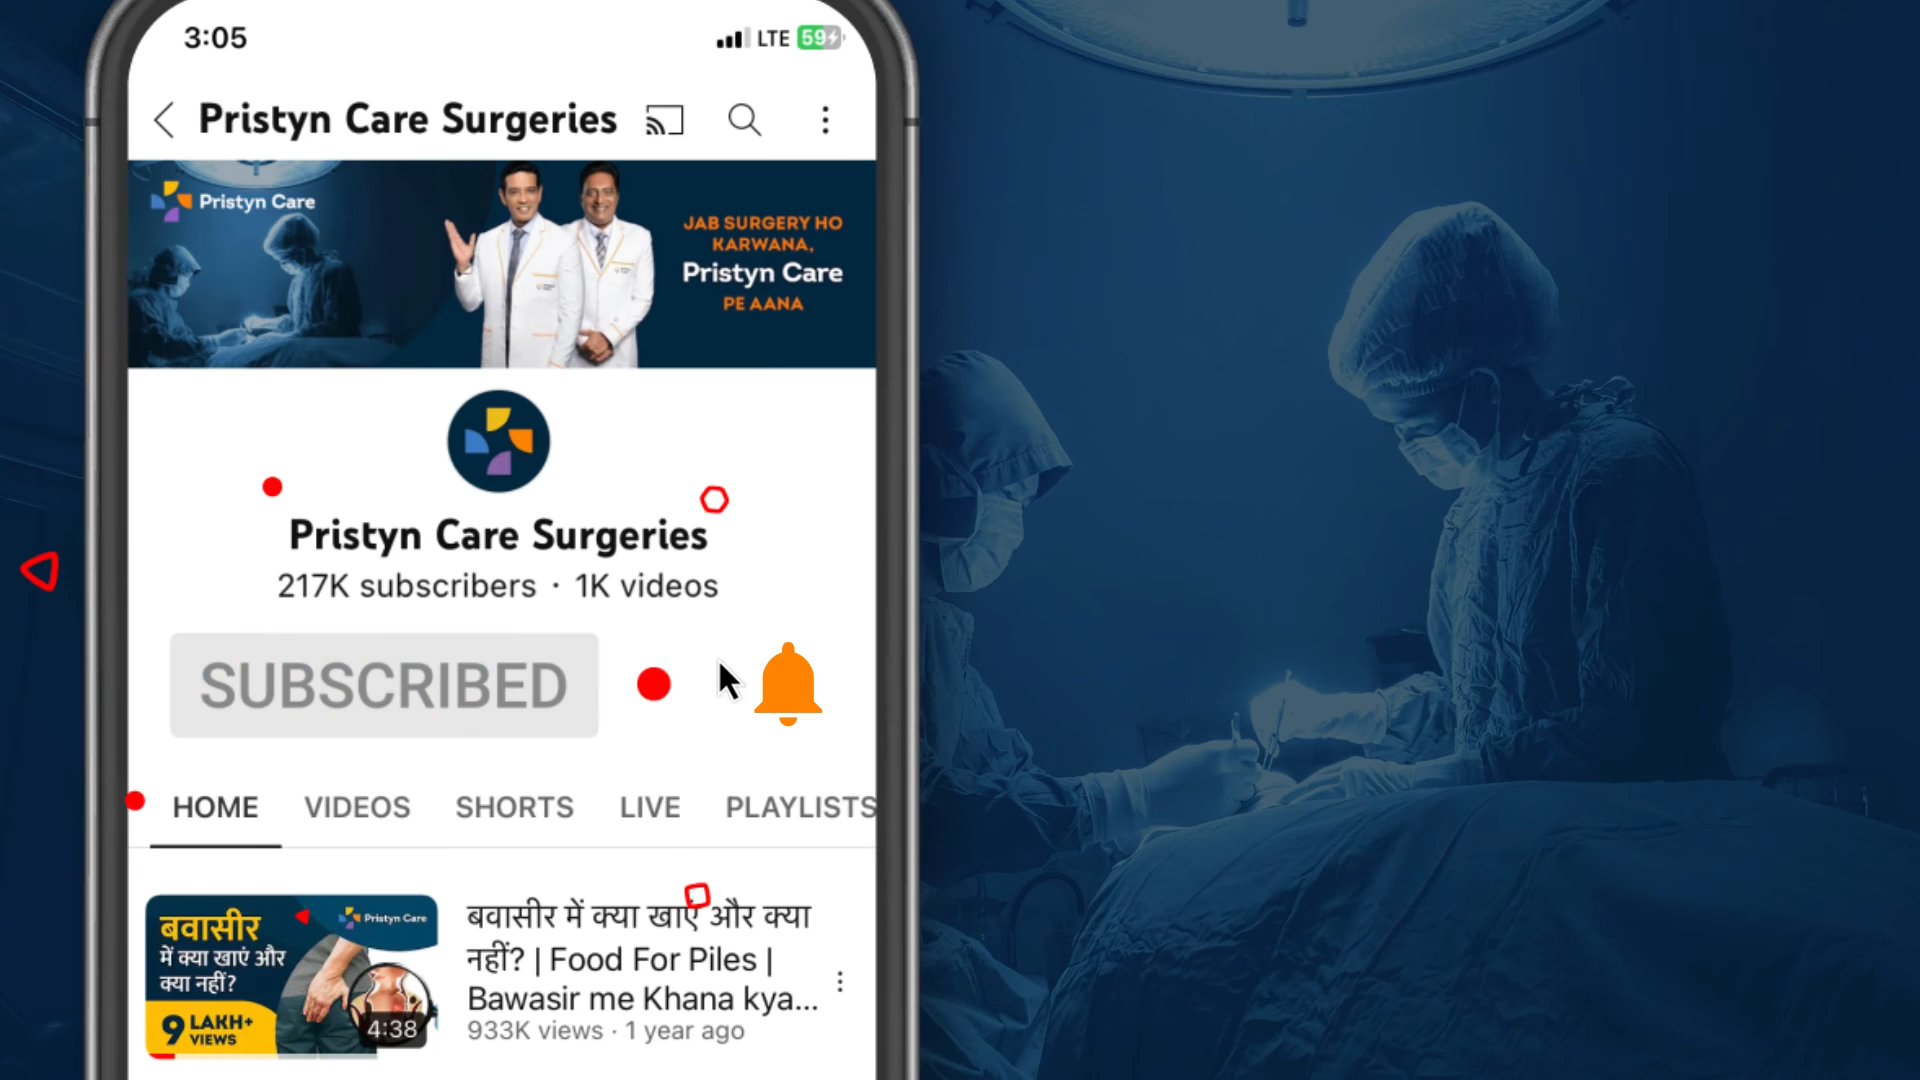 3:05
LTE 59
Pristyn Care Surgeries
Pristyn Care
JAB SURGERY HO
KARWANA,
Pristyn Care
PE AANA
Pristyn Care Surgeries
217K subscribers · 1K videos
SUBSCRIBED
HOME VIDEOS SHORTS LIVE PLAYLISTS
बवासीर
में क्या खाएं और
क्या नहीं?
9 LAKH+
VIEWS
Pristyn Care
4:38
बवासीर में क्या खाएं और क्या
नहीं? | Food For Piles |
Bawasir me Khana kya...
933K views · 1 year ago